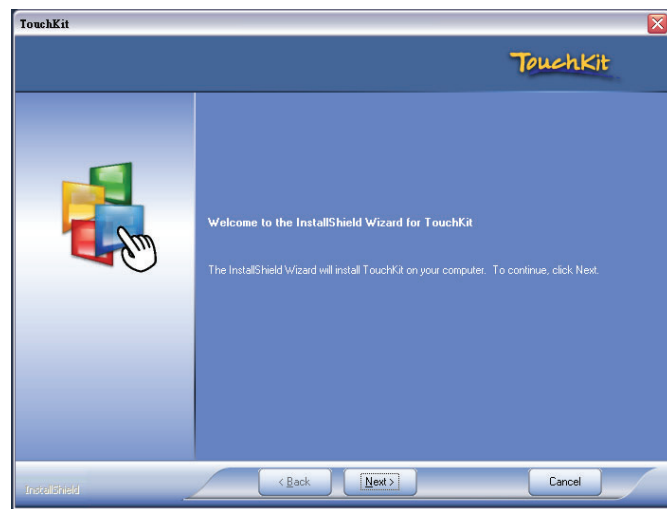 TouchKit
TouchKit
Welcome to the InstallShield Wizard for TouchKit
The InstallShield Wizard will install TouchKit on your computer. To continue, click Next.
InstallShield
< Back
Next >
Cancel